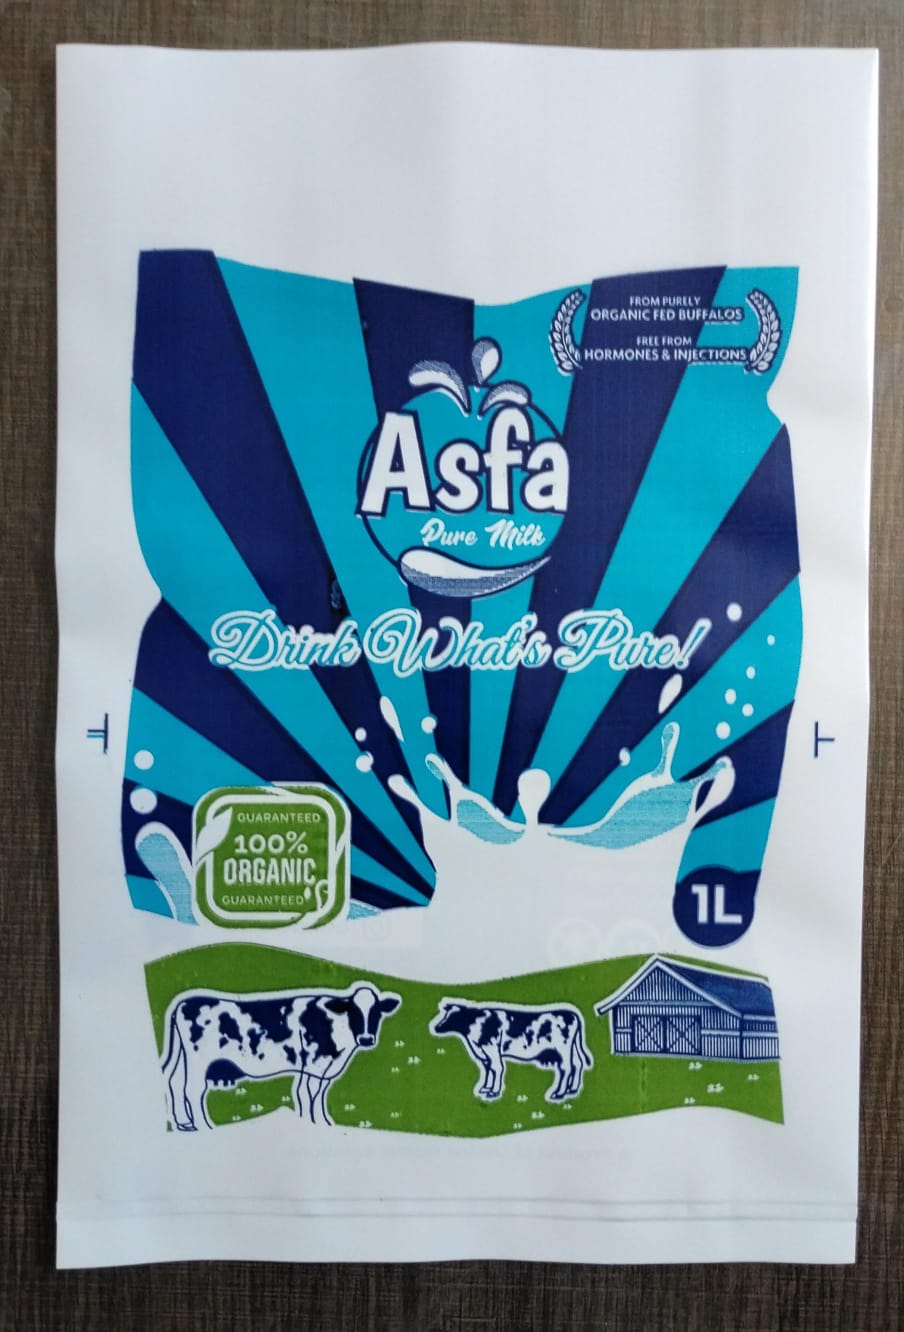 FROM PURELY
ORGANIC FED BUFFALOS
FREE FROM
HORMONES & INJECTIONS
Asfa
Pure Milk
Drink What's Pure!
GUARANTEED
100%
ORGANIC
GUARANTEED
1L